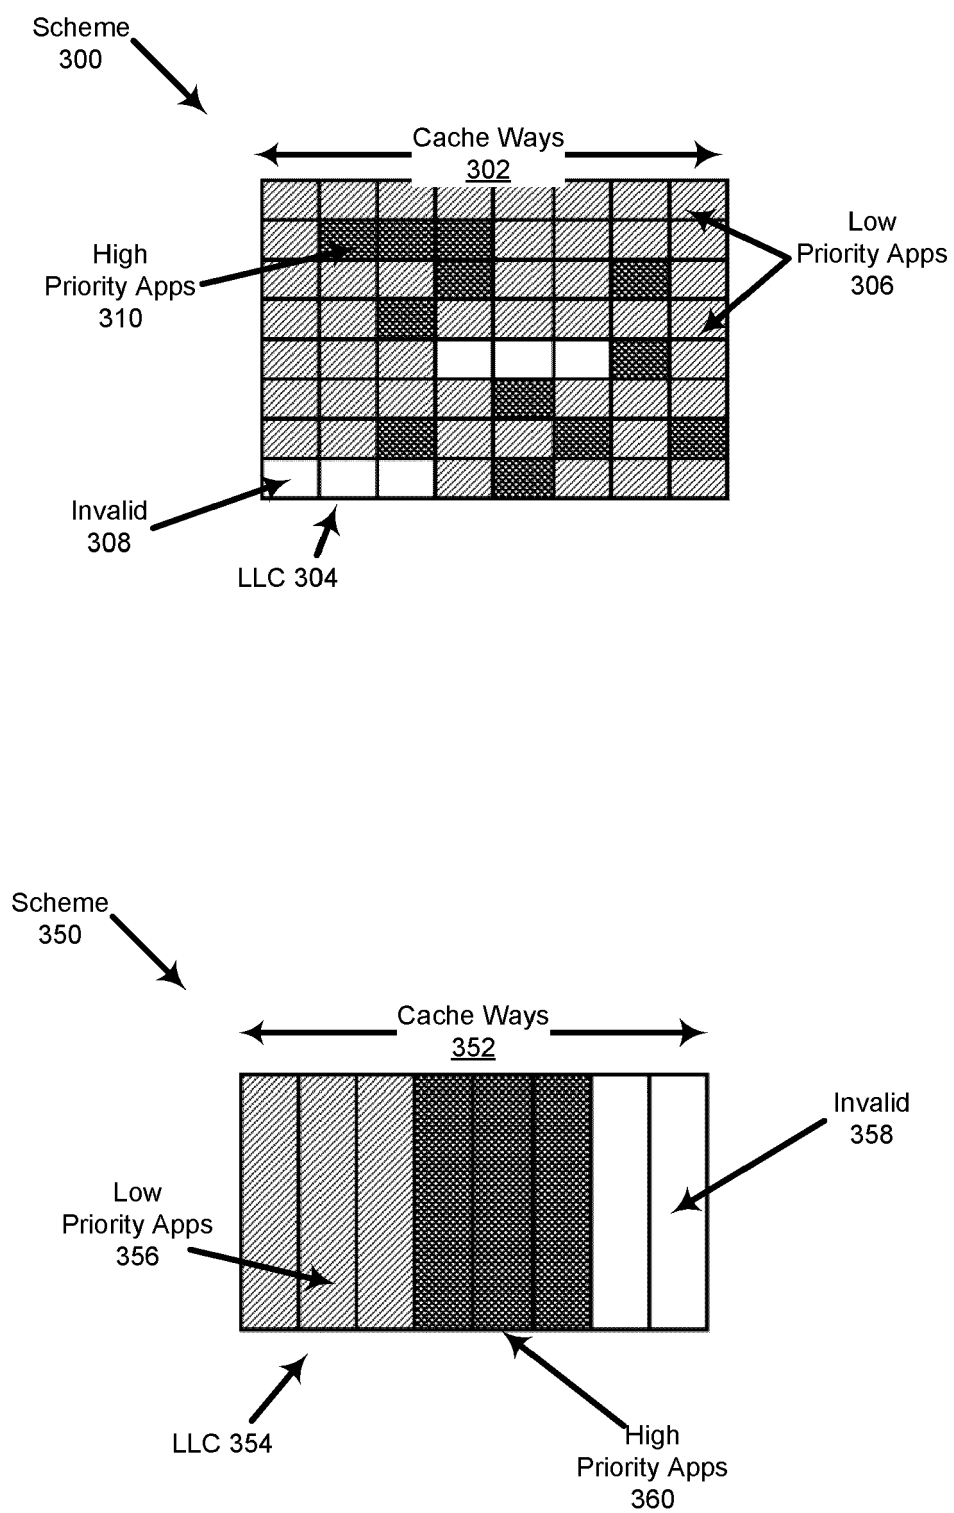 Scheme
300
Cache Ways
302
Low
Priority Apps
306
High
Priority Apps
310
Invalid
308
LLC 304
Scheme
350
Cache Ways
352
Invalid
358
Low
Priority Apps
356
LLC 354
High
Priority Apps
360